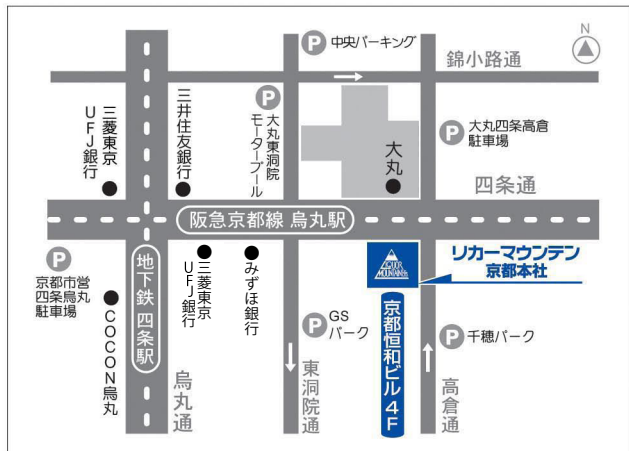 P 中央パーキング
N
錦小路通
三菱東京
UFJ銀行
三井住友銀行
P
大丸東洞院
モータープール
大丸
P 大丸四条高倉
駐車場
四条通
阪急京都線 烏丸駅
P
京都市営
四条烏丸
駐車場
COCON烏丸
地下鉄 四条駅
烏丸通
三菱東京
UFJ銀行
みずほ銀行
P GS
パーク
東洞院通
LIQUOR
MOUNTAIN
リカーマウンテン
京都本社
京都恒和ビル4F
P 千穂パーク
高倉通